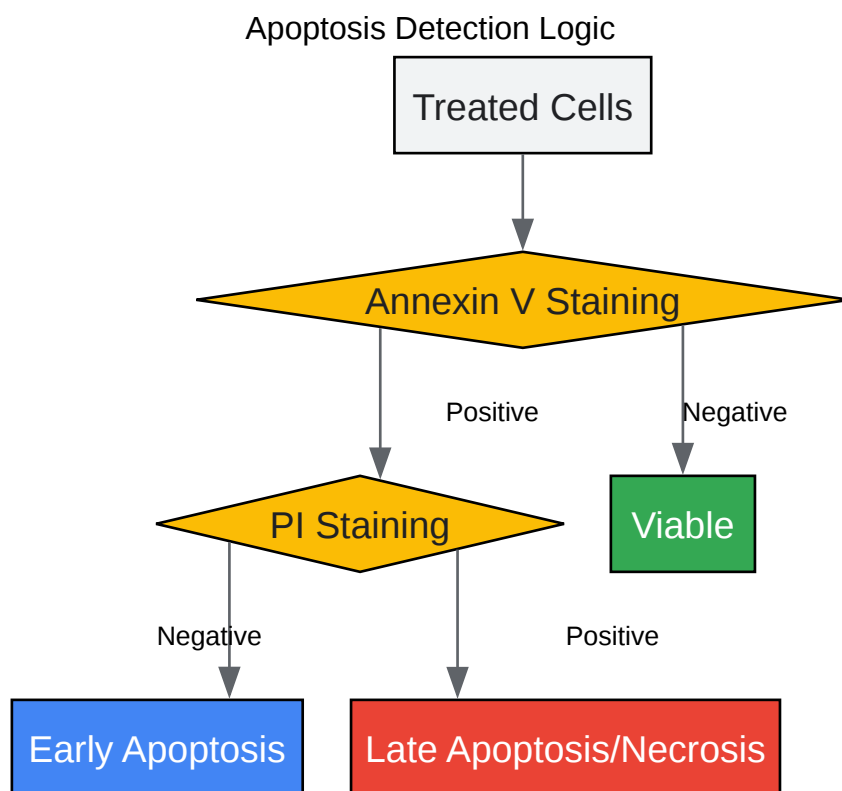 Apoptosis Detection Logic
Treated Cells
Annexin V Staining
Positive
Negative
PI Staining
Viable
Negative
Positive
Early Apoptosis
Late Apoptosis/Necrosis